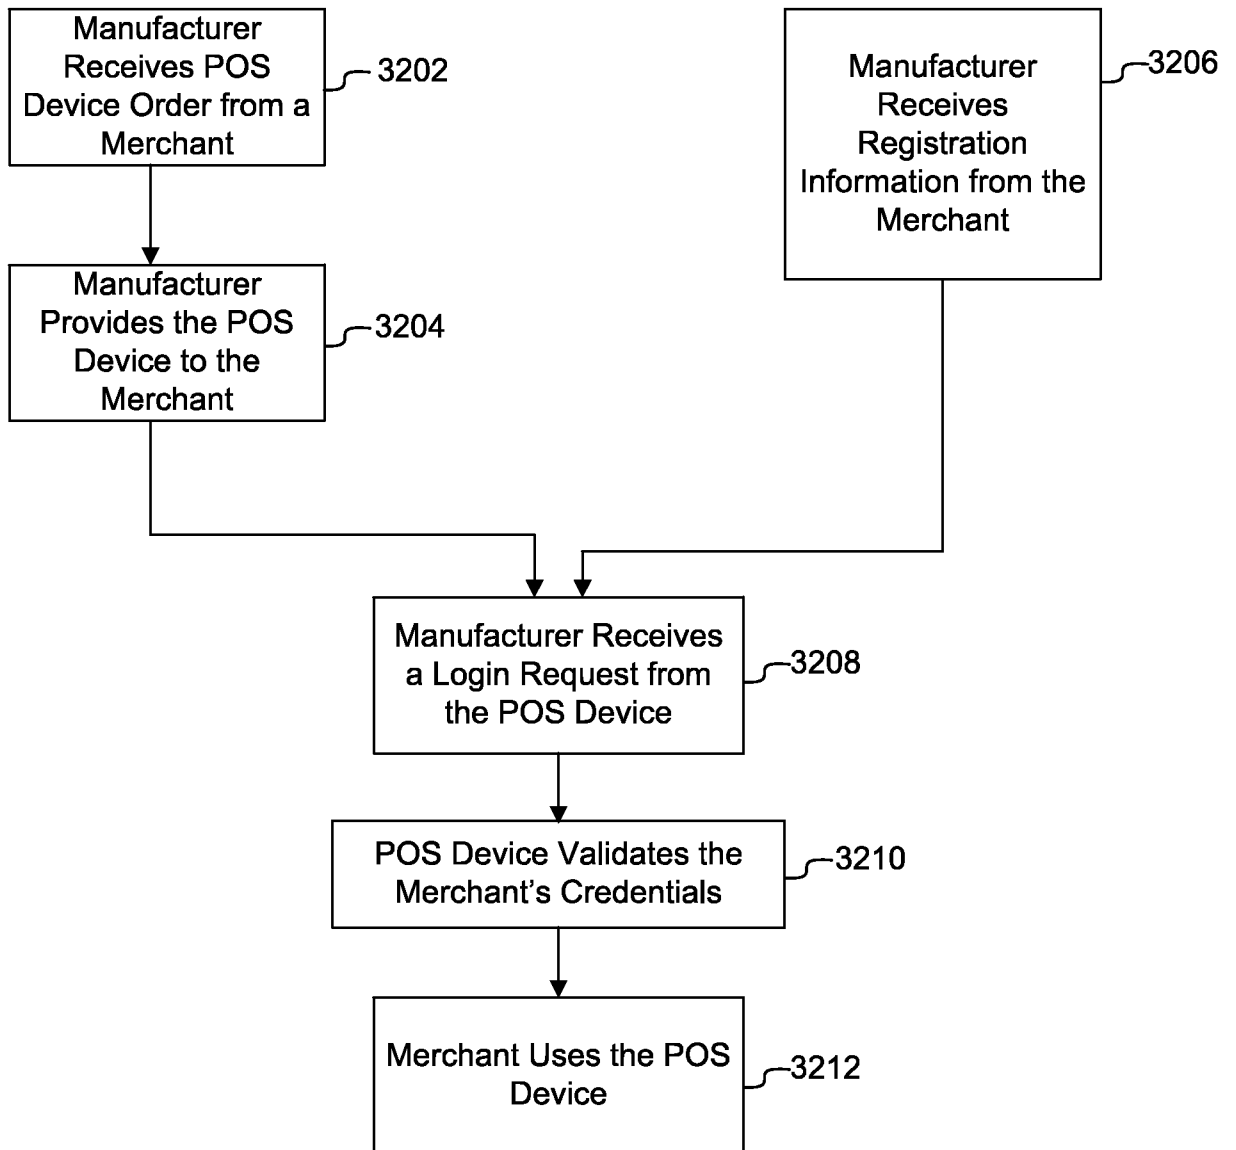 Manufacturer
Receives POS
Device Order from a
Merchant
3202
Manufacturer
Receives
Registration
Information from the
Merchant
3206
Manufacturer
Provides the POS
Device to the
Merchant
3204
Manufacturer Receives
a Login Request from
the POS Device
3208
POS Device Validates the
Merchant's Credentials
3210
Merchant Uses the POS
Device
3212